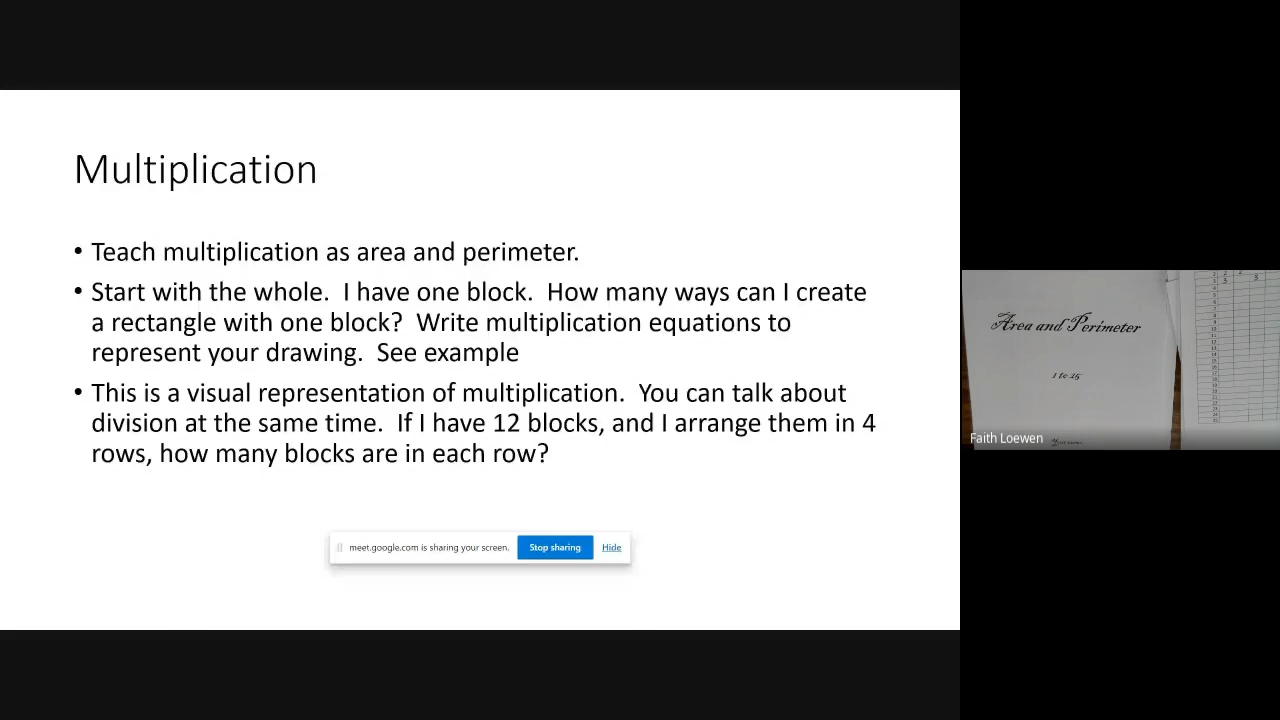 Multiplication
• Teach multiplication as area and perimeter.
• Start with the whole.  I have one block.  How many ways can I create
a rectangle with one block?  Write multiplication equations to
represent your drawing.  See example
• This is a visual representation of multiplication.  You can talk about
division at the same time.  If I have 12 blocks, and I arrange them in 4
rows, how many blocks are in each row?
meet.google.com is sharing your screen. Stop sharing Hide
Area and Perimeter
1 to 25
Faith Loewen